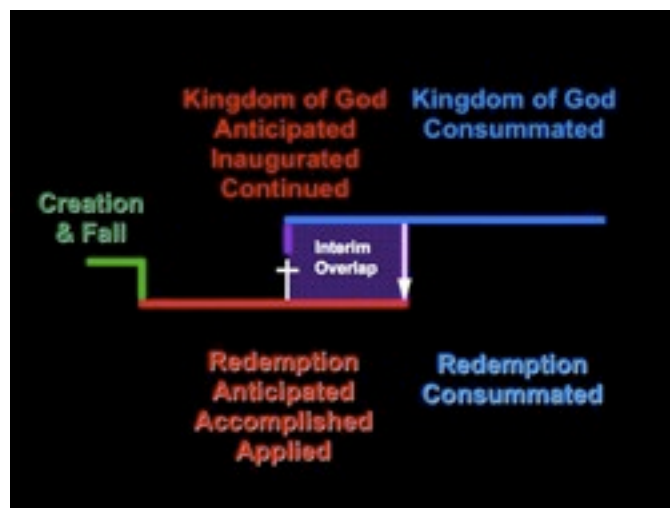 Kingdom of God
Anticipated
Inaugurated
Continued
Kingdom of God
Consummated
Creation
& Fall
Interim
Overlap
Redemption
Anticipated
Accomplished
Applied
Redemption
Consummated